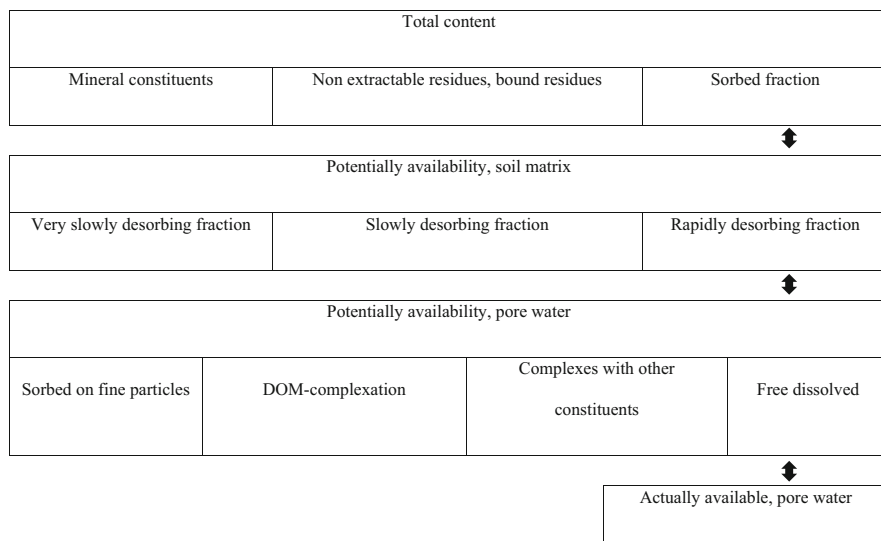 Total content
Mineral constituents
Non extractable residues, bound residues
Sorbed fraction
Potentially availability, soil matrix
Very slowly desorbing fraction
Slowly desorbing fraction
Rapidly desorbing fraction
Potentially availability, pore water
Sorbed on fine particles
DOM-complexation
Complexes with other
constituents
Free dissolved
Actually available, pore water